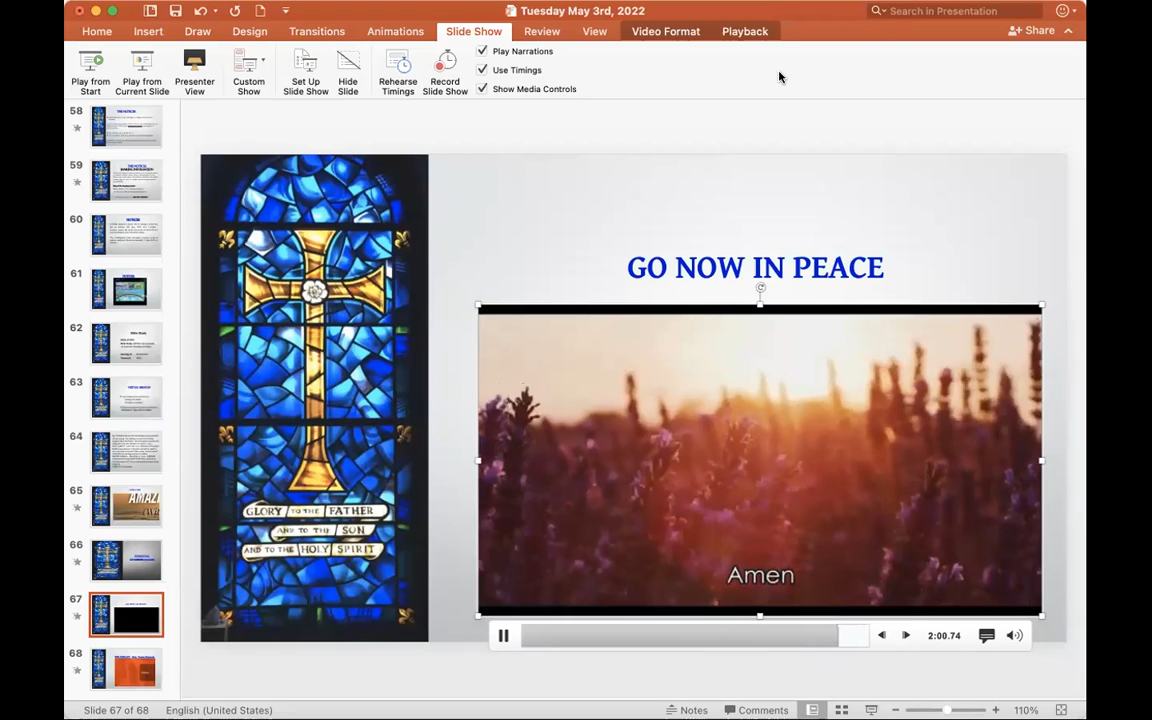 Tuesday May 3rd, 2022
Search in Presentation
Home Insert Draw Design Transitions Animations Slide Show Review View Video Format Playback Share
Play from Start
Play from Current Slide
Presenter View
Custom Show
Set Up Slide Show
Hide Slide
Rehearse Timings
Record Slide Show
Play Narrations
Use Timings
Show Media Controls
58
59
60
61
62
63
64
65
66
67
68
GO NOW IN PEACE
GLORY TO THE FATHER
AND TO THE SON
AND TO THE HOLY SPIRIT
Amen
2:00.74
Slide 67 of 68 English (United States) Notes Comments 110%